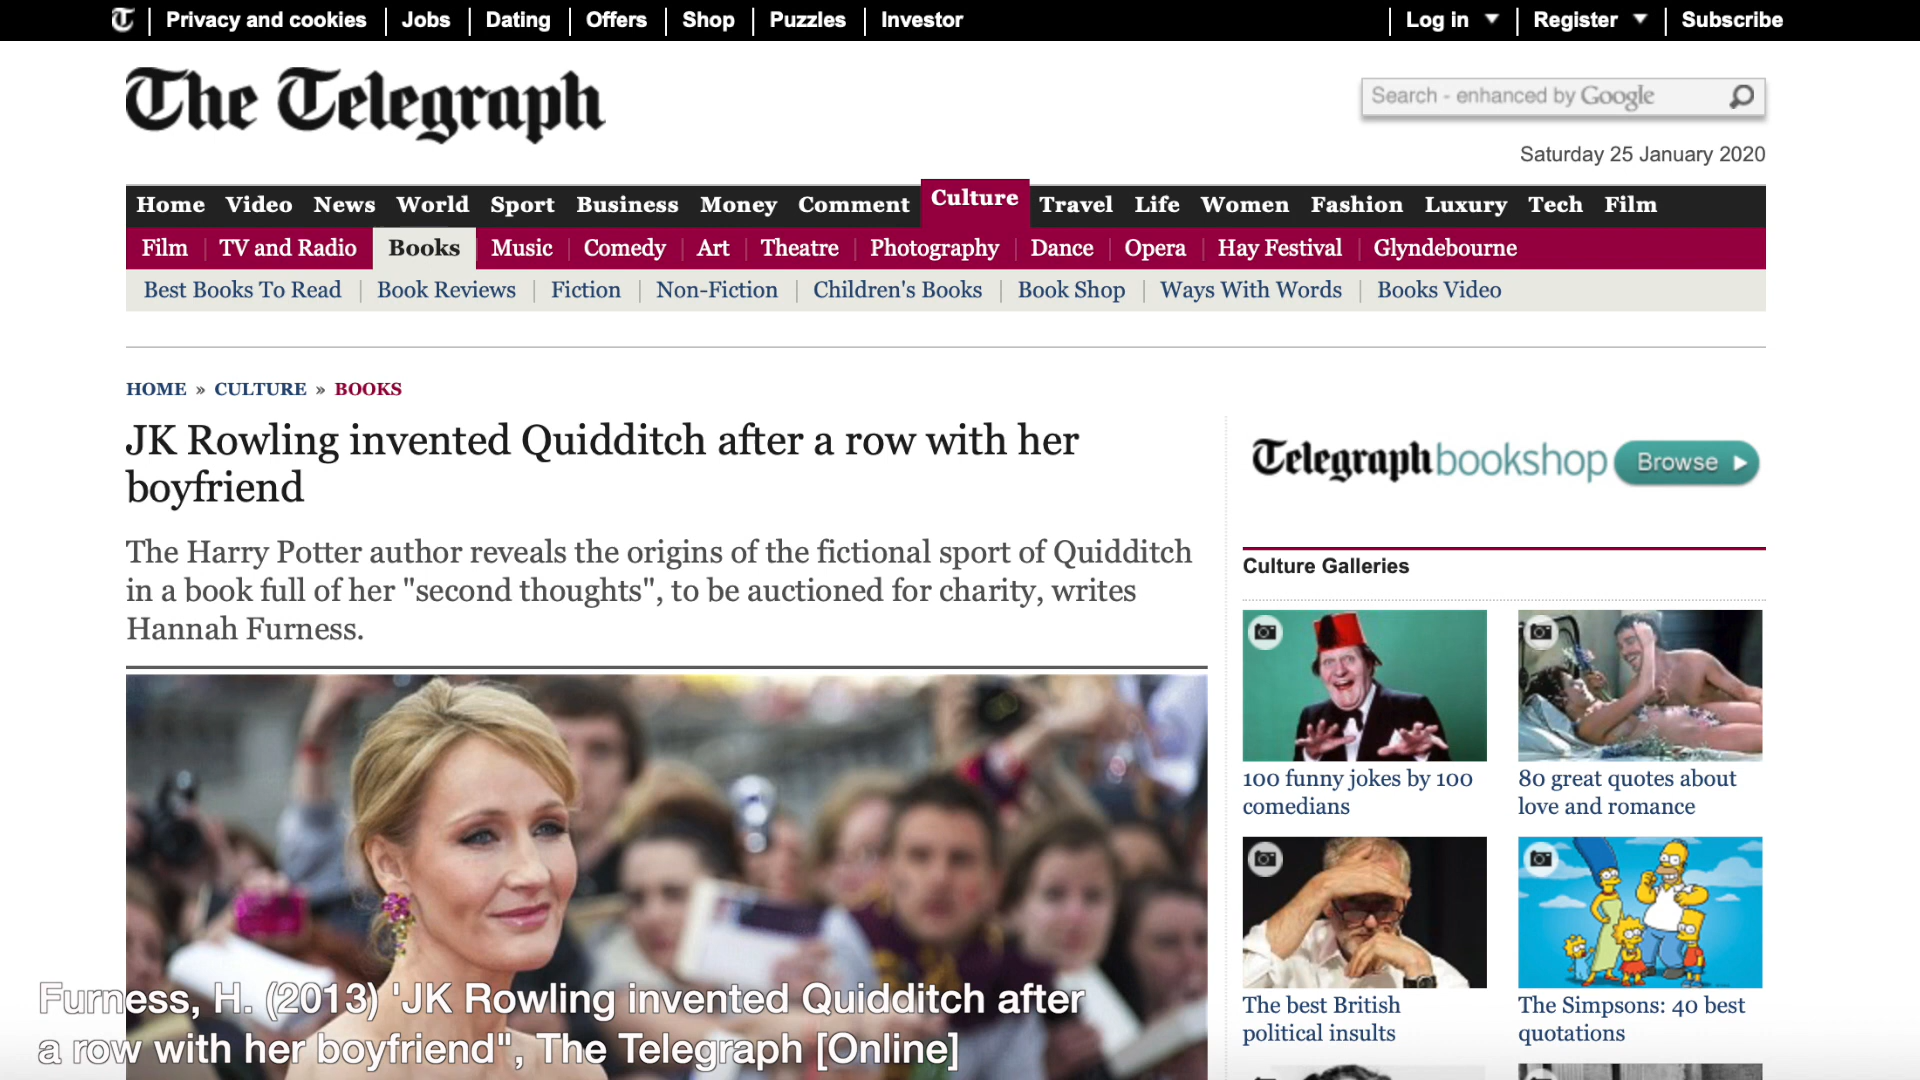 Privacy and cookies Jobs Dating Offers Shop Puzzles Investor Log in Register Subscribe
The Telegraph
Search - enhanced by Google
Saturday 25 January 2020
Home Video News World Sport Business Money Comment Culture Travel Life Women Fashion Luxury Tech Film
Film TV and Radio Books Music Comedy Art Theatre Photography Dance Opera Hay Festival Glyndebourne
Best Books To Read Book Reviews Fiction Non-Fiction Children's Books Book Shop Ways With Words Books Video
HOME » CULTURE » BOOKS
JK Rowling invented Quidditch after a row with her
boyfriend
The Harry Potter author reveals the origins of the fictional sport of Quidditch
in a book full of her "second thoughts", to be auctioned for charity, writes
Hannah Furness.
Telegraph bookshop Browse
Culture Galleries
100 funny jokes by 100
comedians
80 great quotes about
love and romance
The best British
political insults
The Simpsons: 40 best
quotations
Furness, H. (2013) 'JK Rowling invented Quidditch after
a row with her boyfriend", The Telegraph [Online]